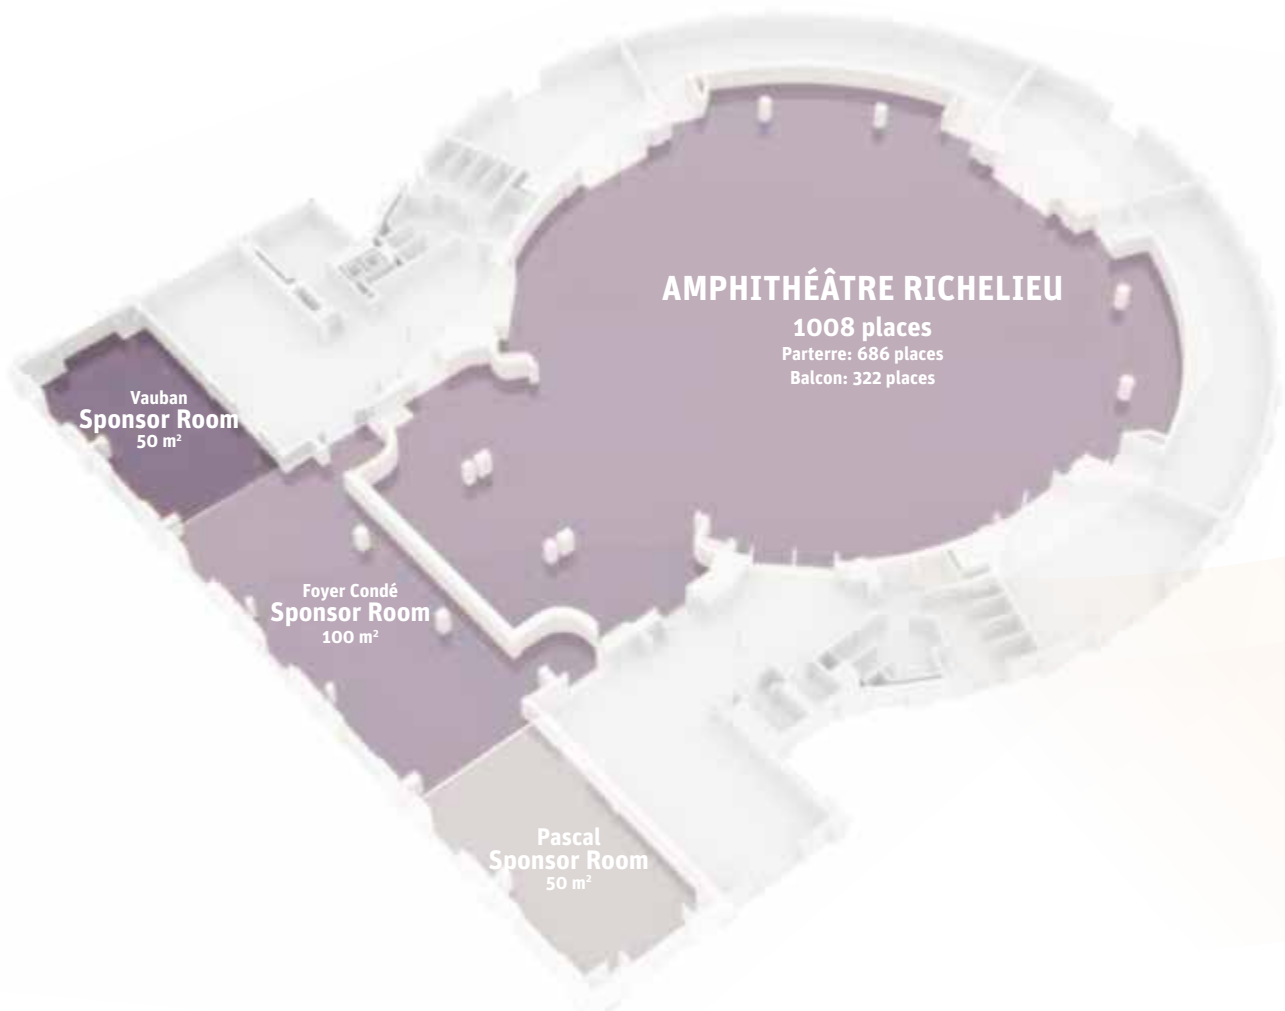 AMPHITHÉÂTRE RICHELIEU
1008 places
Parterre: 686 places
Balcon: 322 places
Vauban
Sponsor Room
50 m²
Foyer Condé
Sponsor Room
100 m²
Pascal
Sponsor Room
50 m²